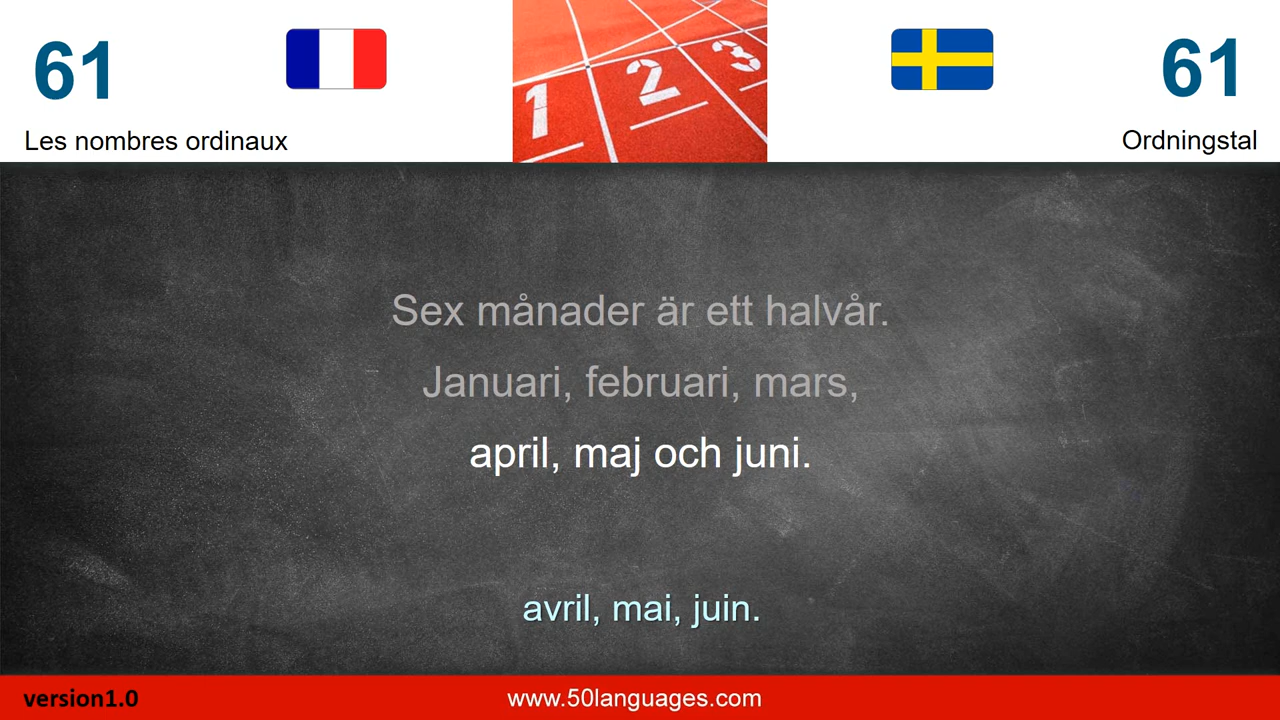 61
61
Les nombres ordinaux
Ordningstal
1 2 3
Sex månader är ett halvår.
Januari, februari, mars,
april, maj och juni.
avril, mai, juin.
version1.0
www.50languages.com